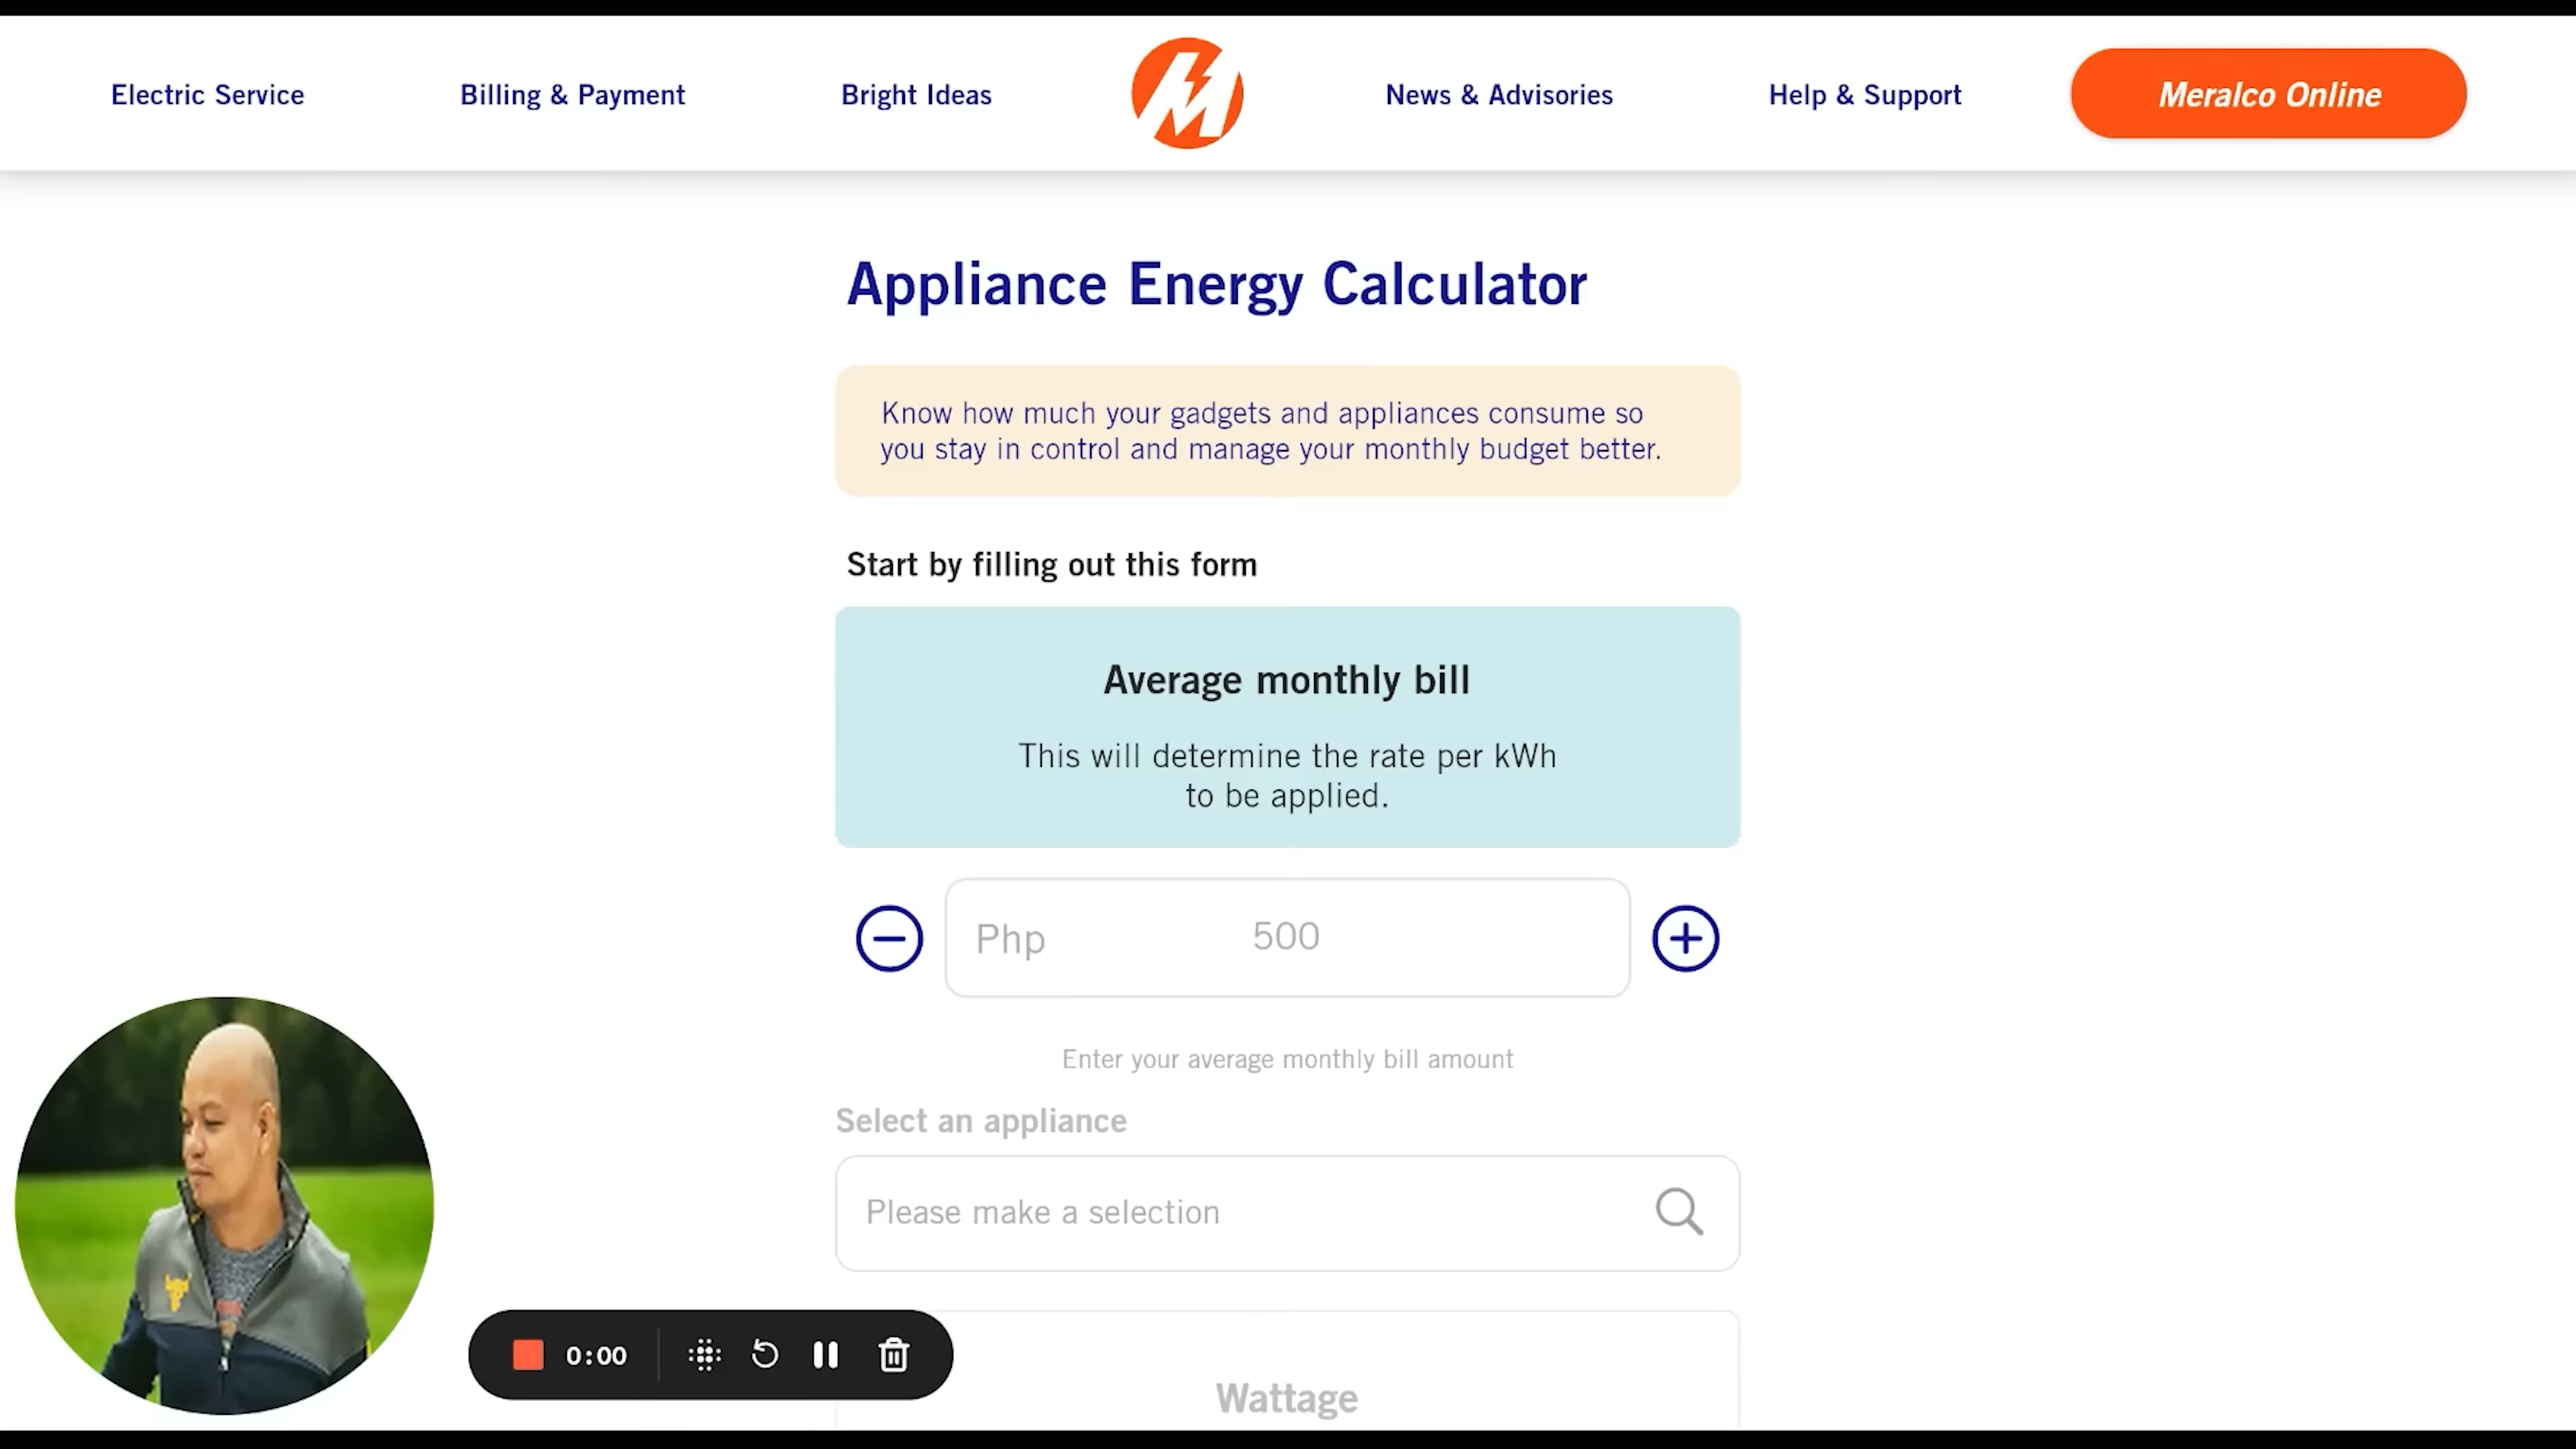 Electric Service
Billing & Payment
Bright Ideas
News & Advisories
Help & Support
Meralco Online
Appliance Energy Calculator
Know how much your gadgets and appliances consume so
you stay in control and manage your monthly budget better.
Start by filling out this form
Average monthly bill
This will determine the rate per kWh
to be applied.
Php 500
Enter your average monthly bill amount
Select an appliance
Please make a selection
0:00
Wattage